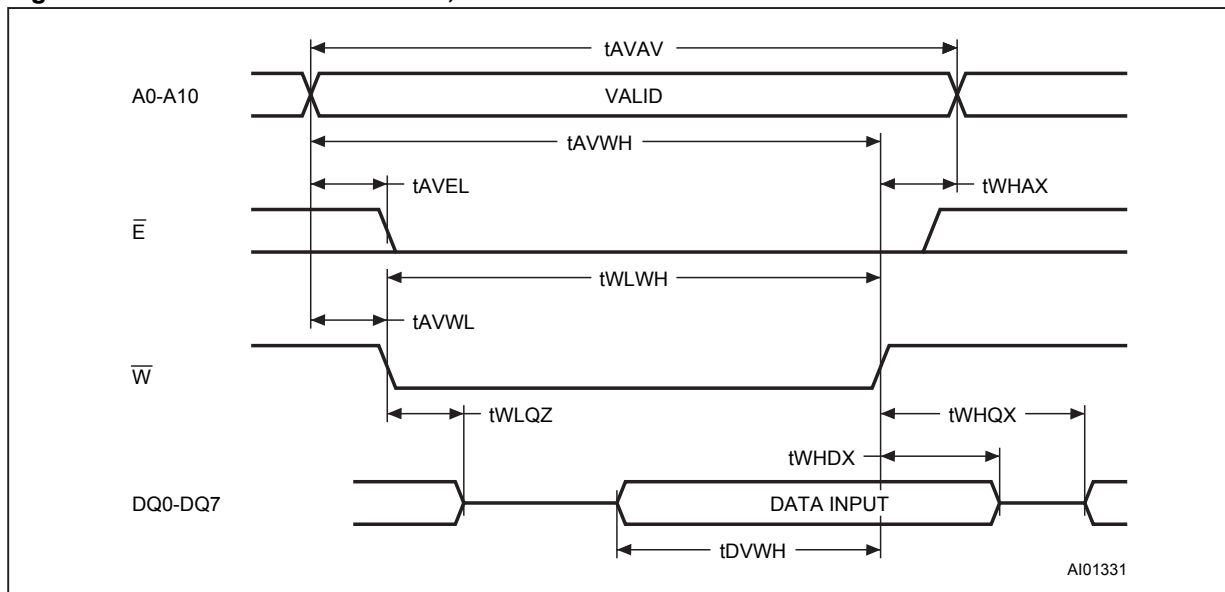 tAVAV
A0-A10
VALID
tAVWH
tAVEL
tWHAX
E̅
tWLWH
tAVWL
W̅
tWLQZ
tWHQX
tWHDX
DQ0-DQ7
DATA INPUT
tDVWH
AI01331